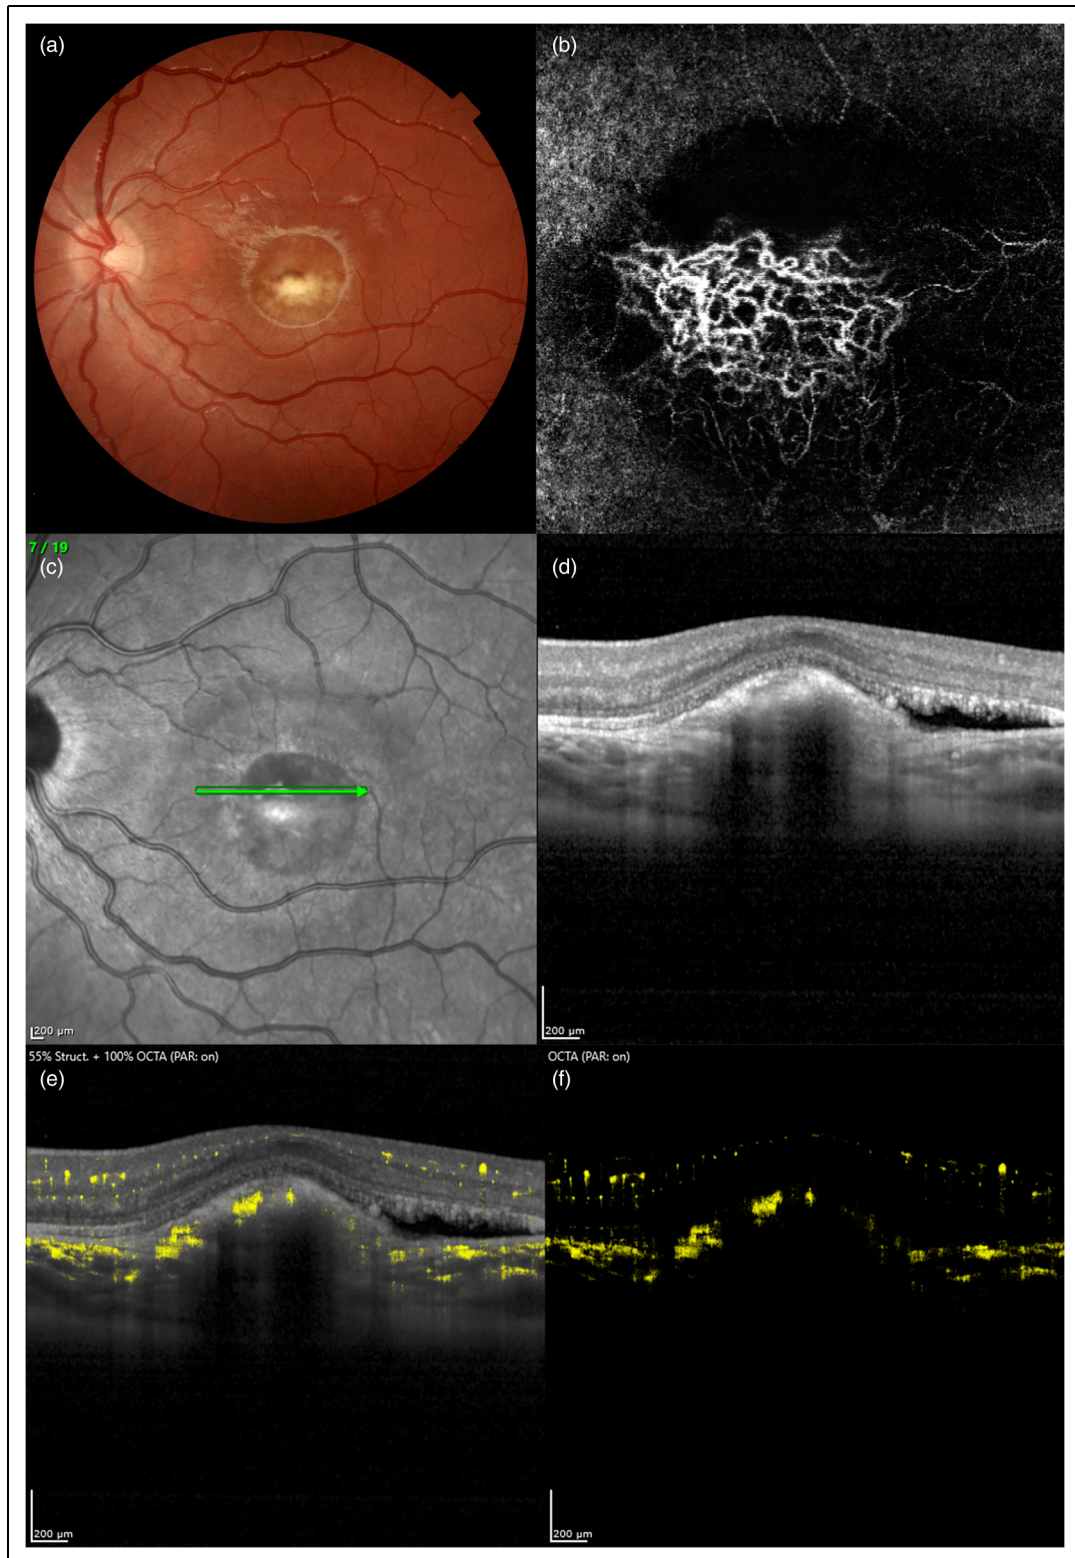 (a)
(b)
7 / 19
(c)
(d)
200 µm
200 µm
55% Struct. + 100% OCTA (PAR: on)
OCTA (PAR: on)
(e)
(f)
200 µm
200 µm